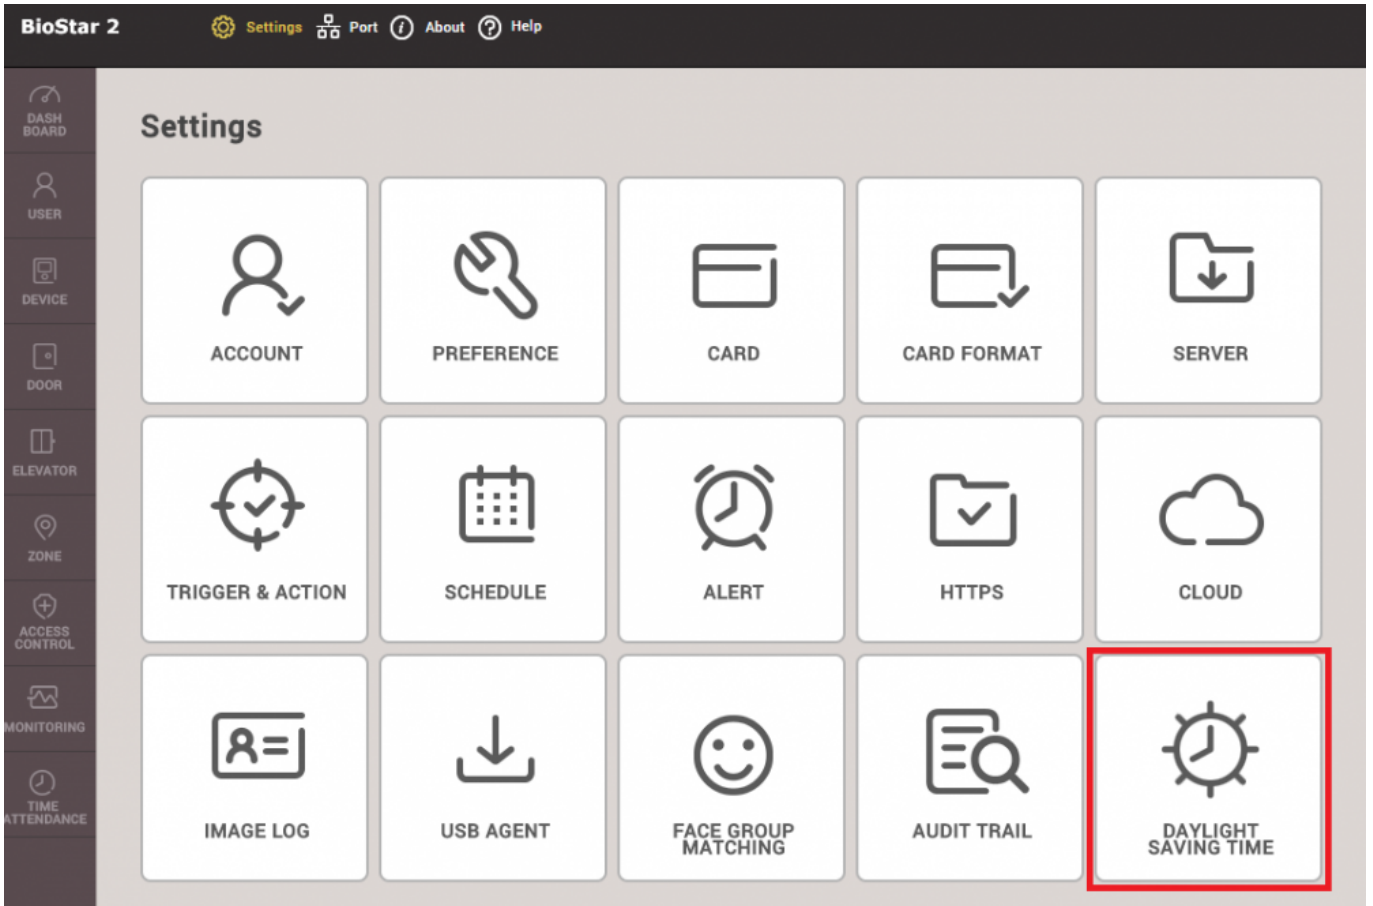 BioStar 2
Settings
Port
About
Help
DASH
BOARD
USER
DEVICE
DOOR
ELEVATOR
ZONE
ACCESS
CONTROL
MONITORING
TIME
ATTENDANCE
Settings
ACCOUNT
PREFERENCE
CARD
CARD FORMAT
SERVER
TRIGGER & ACTION
SCHEDULE
ALERT
HTTPS
CLOUD
IMAGE LOG
USB AGENT
FACE GROUP
MATCHING
AUDIT TRAIL
DAYLIGHT
SAVING TIME